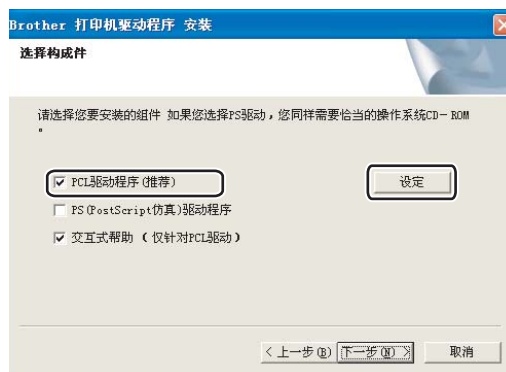 Brother 打印机驱动程序 安装
选择构成件
请选择您要安装的组件 如果您选择PS驱动，您同样需要恰当的操作系统CD-ROM
。
PCL驱动程序(推荐)
设定
PS(PostScript仿真)驱动程序
交互式帮助 （仅针对PCL驱动）
< 上一步(B)
下一步(N) >
取消